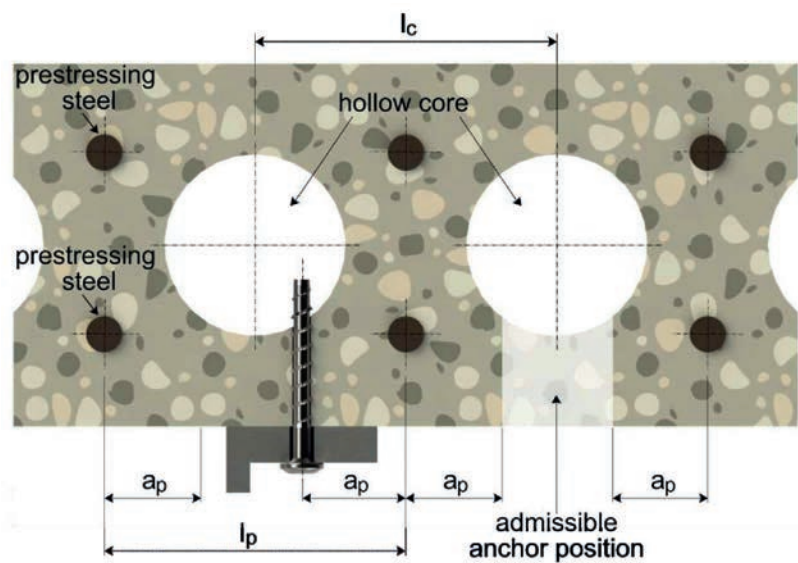 lc
prestressing
steel
hollow core
prestressing
steel
ap
ap
ap
ap
lp
admissible
anchor position